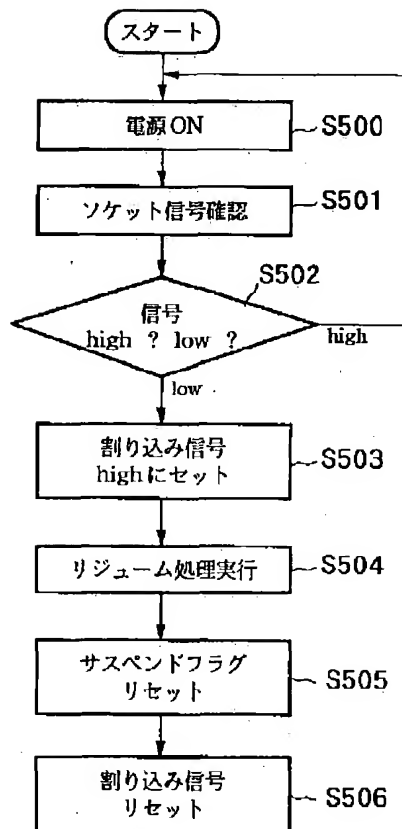 スタート
電源ON
S500
ソケット信号確認
S501
S502
信号
high ? low ?
high
low
割り込み信号
highにセット
S503
リジューム処理実行
S504
サスペンドフラグ
リセット
S505
割り込み信号
リセット
S506